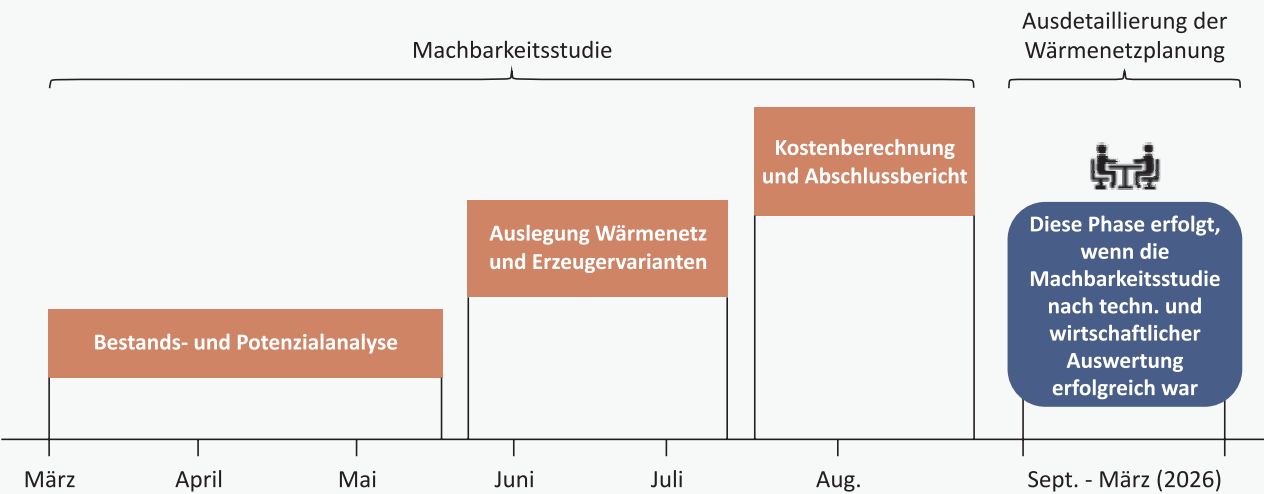 Machbarkeitsstudie
Ausdetaillierung der
Wärmenetzplanung
Kostenberechnung
und Abschlussbericht
Auslegung Wärmenetz
und Erzeugervarianten
Bestands- und Potenzialanalyse
Diese Phase erfolgt,
wenn die
Machbarkeitsstudie
nach techn. und
wirtschaftlicher
Auswertung
erfolgreich war
März
April
Mai
Juni
Juli
Aug.
Sept. - März (2026)